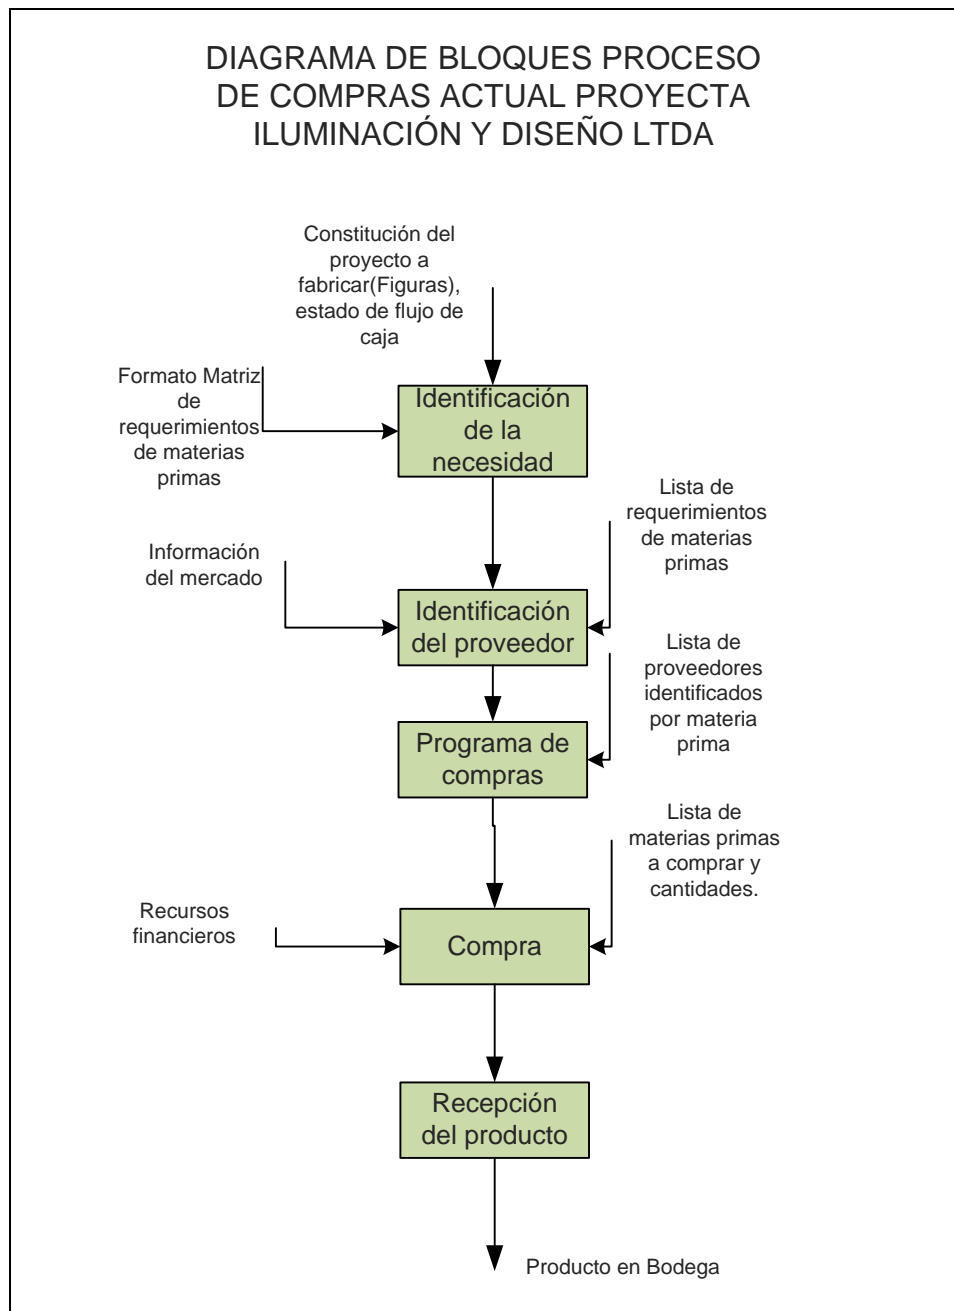 DIAGRAMA DE BLOQUES PROCESO
DE COMPRAS ACTUAL PROYECTA
ILUMINACIÓN Y DISEÑO LTDA
Constitución del
proyecto a
fabricar(Figuras),
estado de flujo de
caja
Formato Matriz
de
requerimientos
de materias
primas
Identificación
de la
necesidad
Lista de
requerimientos
de materias
primas
Información
del mercado
Identificación
del proveedor
Lista de
proveedores
identificados
por materia
prima
Programa de
compras
Lista de
materias primas
a comprar y
cantidades.
Recursos
financieros
Compra
Recepción
del producto
Producto en Bodega